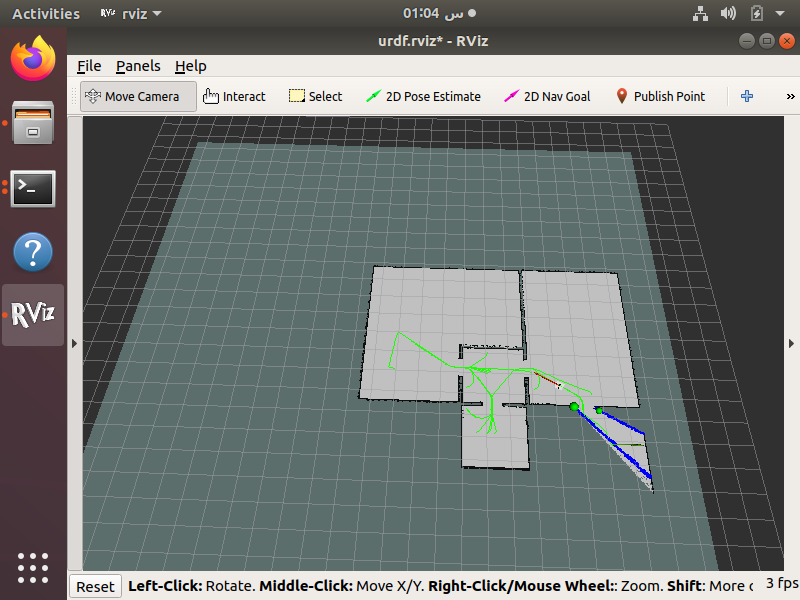 Activities RViz rviz 01:04 س
urdf.rviz* - RViz
File Panels Help
Move Camera Interact Select 2D Pose Estimate 2D Nav Goal Publish Point »
RViz
Reset Left-Click: Rotate. Middle-Click: Move X/Y. Right-Click/Mouse Wheel:: Zoom. Shift: More 3 fps